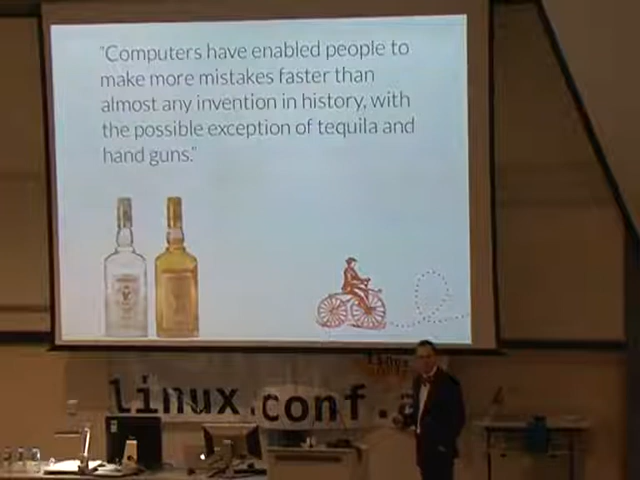 "Computers have enabled people to
make more mistakes faster than
almost any invention in history, with
the possible exception of tequila and
hand guns."
linux.conf.a